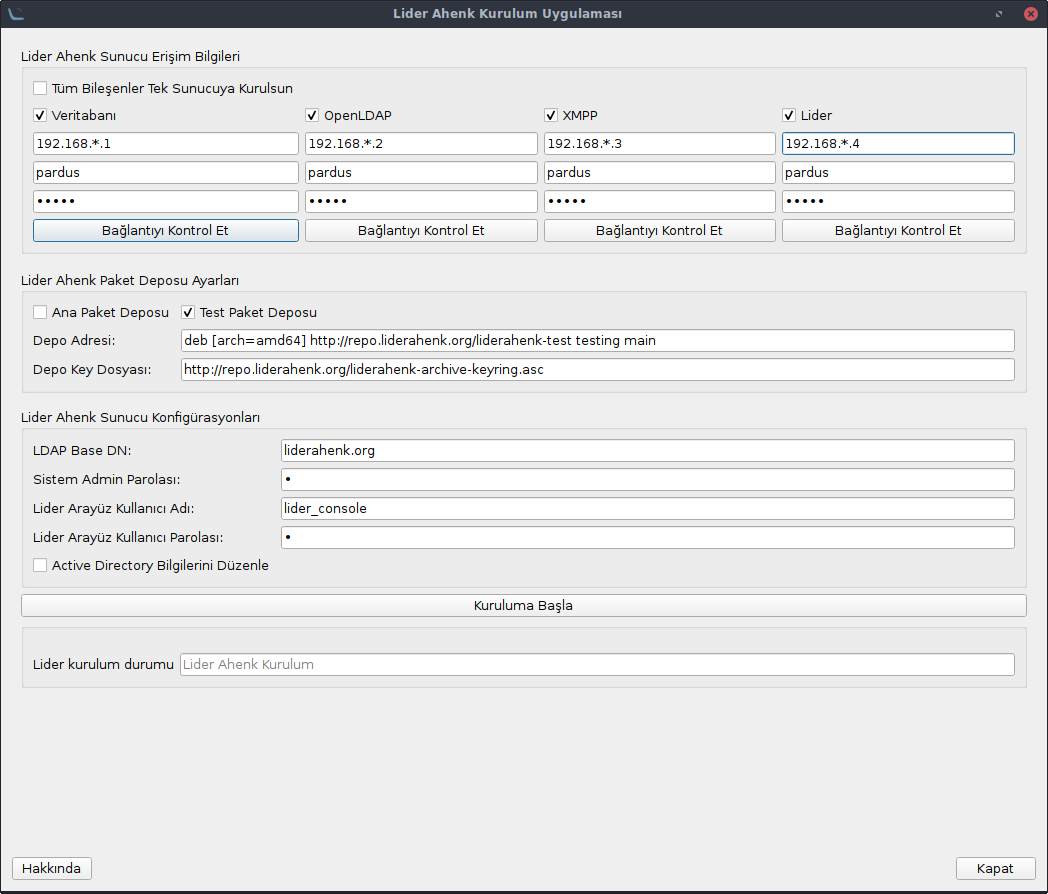 Lider Ahenk Kurulum Uygulaması
Lider Ahenk Sunucu Erişim Bilgileri
Tüm Bileşenler Tek Sunucuya Kurulsun
Veritabanı OpenLDAP XMPP Lider
192.168.*.1 192.168.*.2 192.168.*.3 192.168.*.4
pardus pardus pardus pardus
••••• ••••• ••••• •••••
Bağlantıyı Kontrol Et Bağlantıyı Kontrol Et Bağlantıyı Kontrol Et Bağlantıyı Kontrol Et
Lider Ahenk Paket Deposu Ayarları
Ana Paket Deposu Test Paket Deposu
Depo Adresi: deb [arch=amd64] http://repo.liderahenk.org/liderahenk-test testing main
Depo Key Dosyası: http://repo.liderahenk.org/liderahenk-archive-keyring.asc
Lider Ahenk Sunucu Konfigürasyonları
LDAP Base DN: liderahenk.org
Sistem Admin Parolası: •
Lider Arayüz Kullanıcı Adı: lider_console
Lider Arayüz Kullanıcı Parolası: •
Active Directory Bilgilerini Düzenle
Kuruluma Başla
Lider kurulum durumu Lider Ahenk Kurulum
Hakkında Kapat